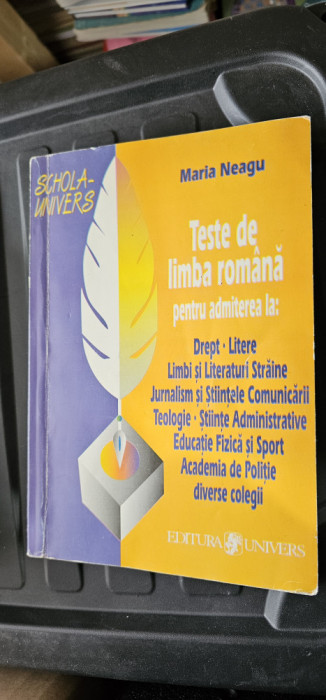 Maria Neagu
SCHOLA-
UNIVERS
Teste de
limba română
pentru admiterea la:
Drept • Litere
Limbi și Literaturi Străine
Jurnalism și Științele Comunicării
Teologie • Științe Administrative
Educație Fizică și Sport
Academia de Poliție
diverse colegii
EDITURA UNIVERS